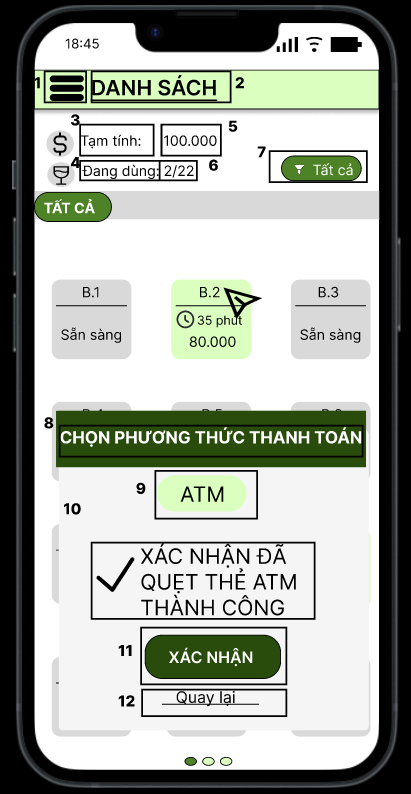 18:45
1
DANH SÁCH
2
3
Tạm tính:
100.000
5
4
Đang dùng:
2/22
6
7
Tất cả
TẤT CẢ
B.1
Sẵn sàng
B.2
35 phút
80.000
B.3
Sẵn sàng
8
CHỌN PHƯƠNG THỨC THANH TOÁN
9
ATM
10
XÁC NHẬN ĐÃ
QUẸT THẺ ATM
THÀNH CÔNG
11
XÁC NHẬN
12
Quay lại